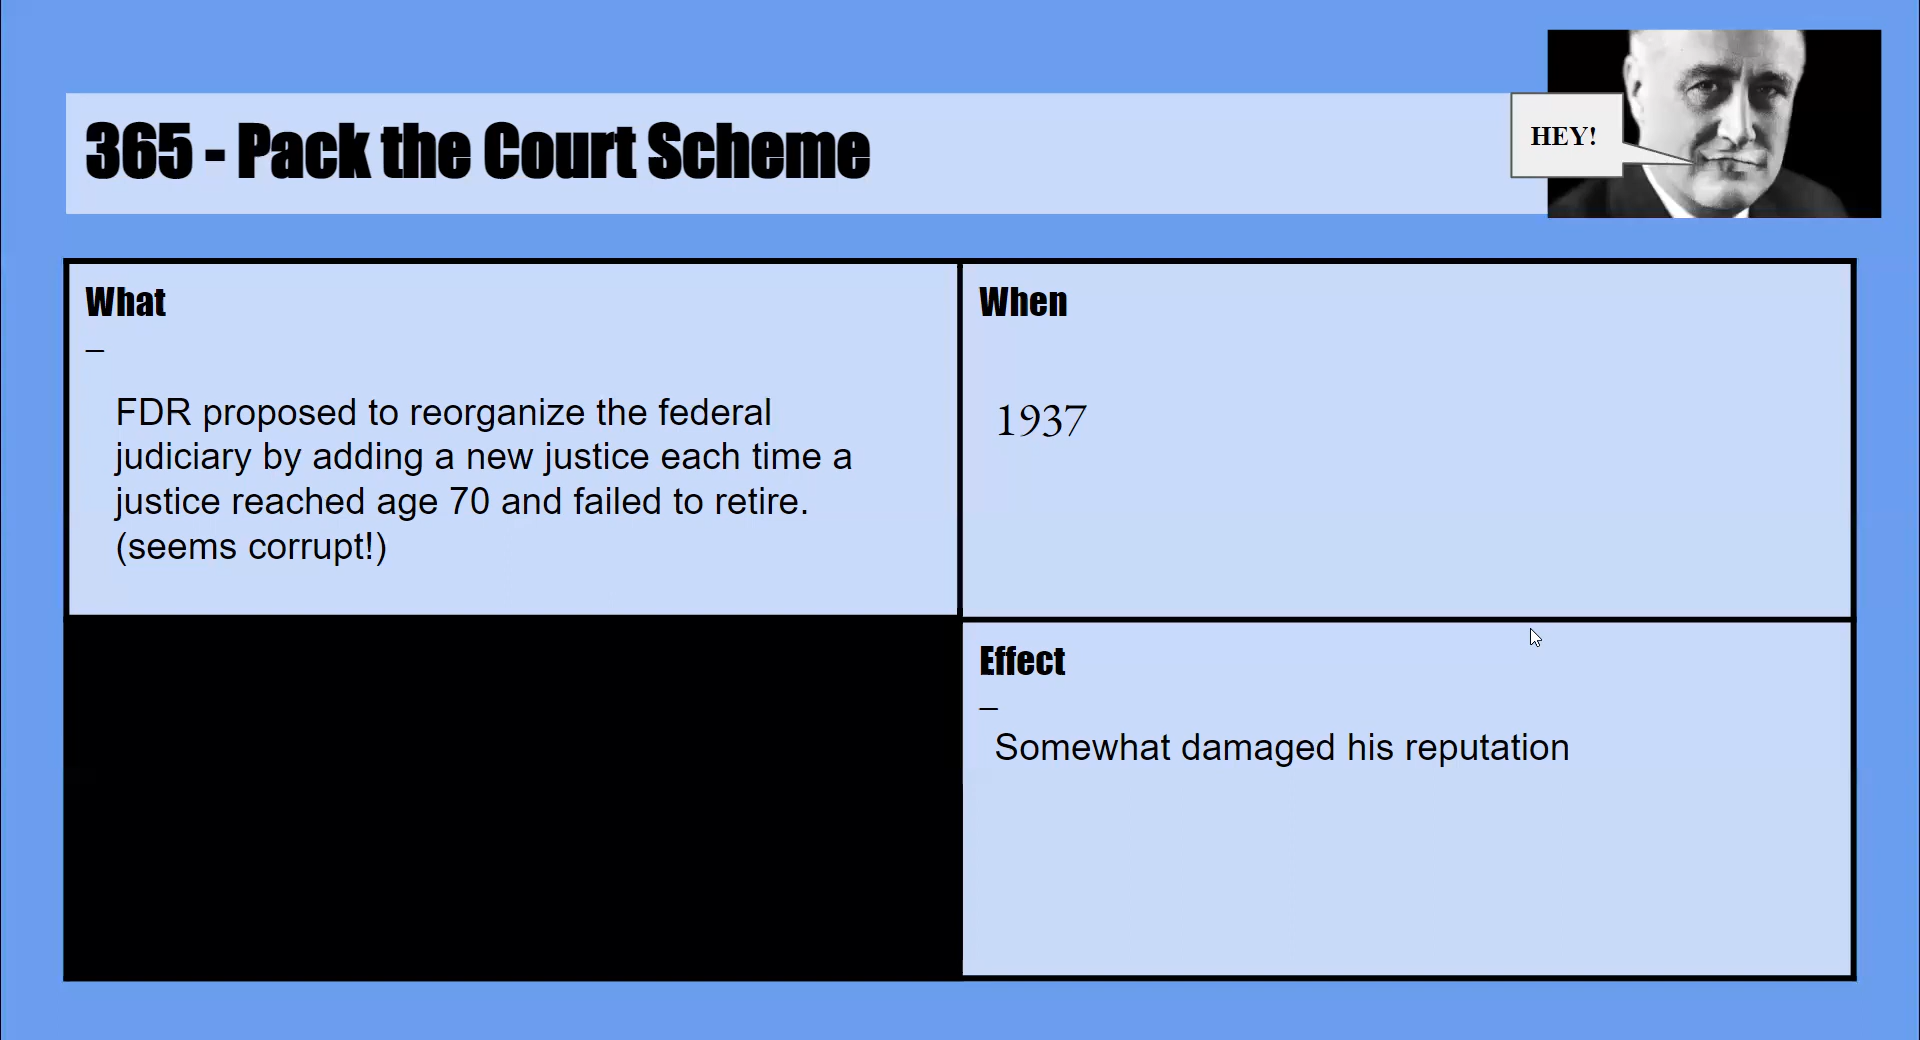 365 - Pack the Court Scheme
HEY!
What
–
FDR proposed to reorganize the federal
judiciary by adding a new justice each time a
justice reached age 70 and failed to retire.
(seems corrupt!)
When
1937
Effect
–
Somewhat damaged his reputation